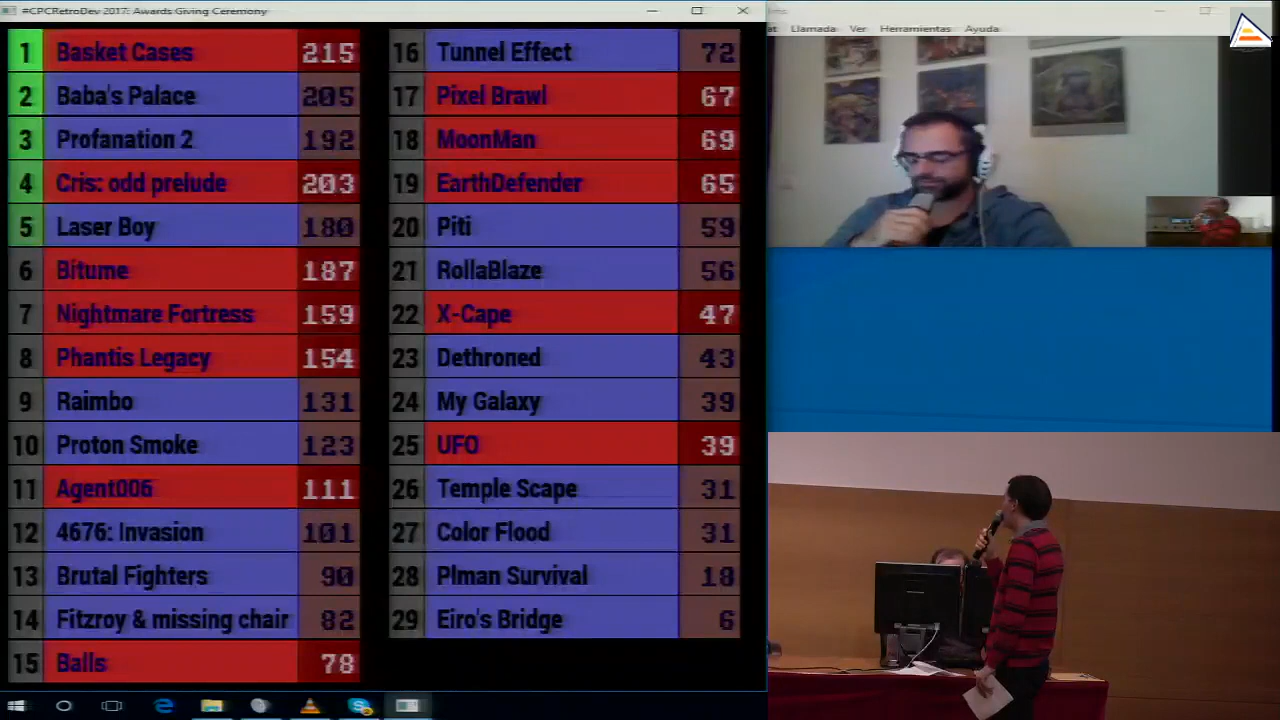 #CPCRetroDev 2017: Awards Giving Ceremony
1 Basket Cases 215
2 Baba's Palace 205
3 Profanation 2 192
4 Cris: odd prelude 203
5 Laser Boy 180
6 Bitume 187
7 Nightmare Fortress 159
8 Phantis Legacy 154
9 Raimbo 131
10 Proton Smoke 123
11 Agent006 111
12 4676: Invasion 101
13 Brutal Fighters 90
14 Fitzroy & missing chair 82
15 Balls 78
16 Tunnel Effect 72
17 Pixel Brawl 67
18 MoonMan 69
19 EarthDefender 65
20 Piti 59
21 RollaBlaze 56
22 X-Cape 47
23 Dethroned 43
24 My Galaxy 39
25 UFO 39
26 Temple Scape 31
27 Color Flood 31
28 Plman Survival 18
29 Eiro's Bridge 6
Llamada Ver Herramientas Ayuda